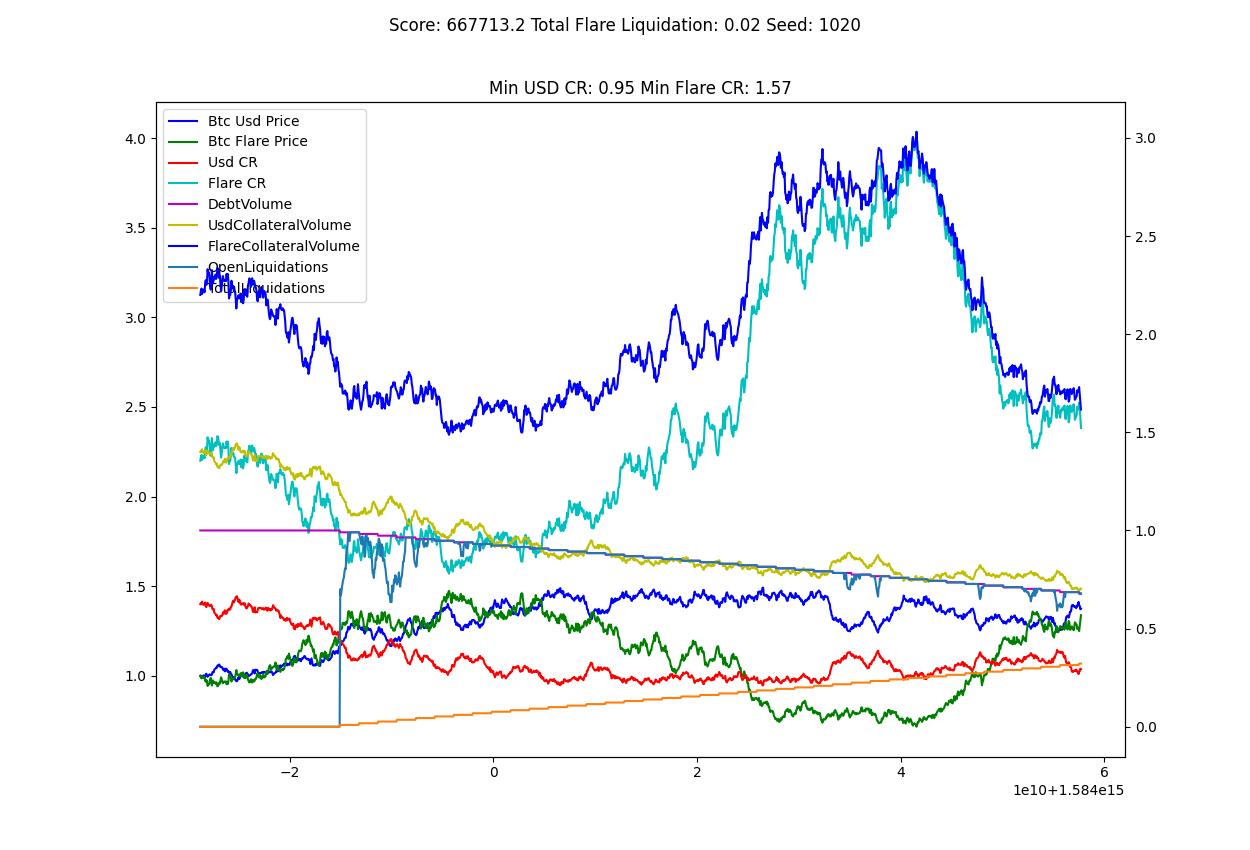 Score: 667713.2 Total Flare Liquidation: 0.02 Seed: 1020
Min USD CR: 0.95 Min Flare CR: 1.57
Btc Usd Price
Btc Flare Price
Usd CR
Flare CR
DebtVolume
UsdCollateralVolume
FlareCollateralVolume
OpenLiquidations
TotalLiquidations
4.0
3.5
3.0
2.5
2.0
1.5
1.0
3.0
2.5
2.0
1.5
1.0
0.5
0.0
−2 0 2 4 6
1e10+1.584e15